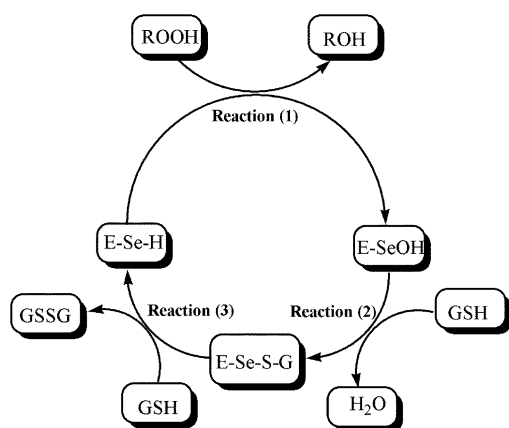 ROOH
ROH
Reaction (1)
E-Se-H
E-SeOH
Reaction (3)
Reaction (2)
GSSG
GSH
E-Se-S-G
GSH
H₂O